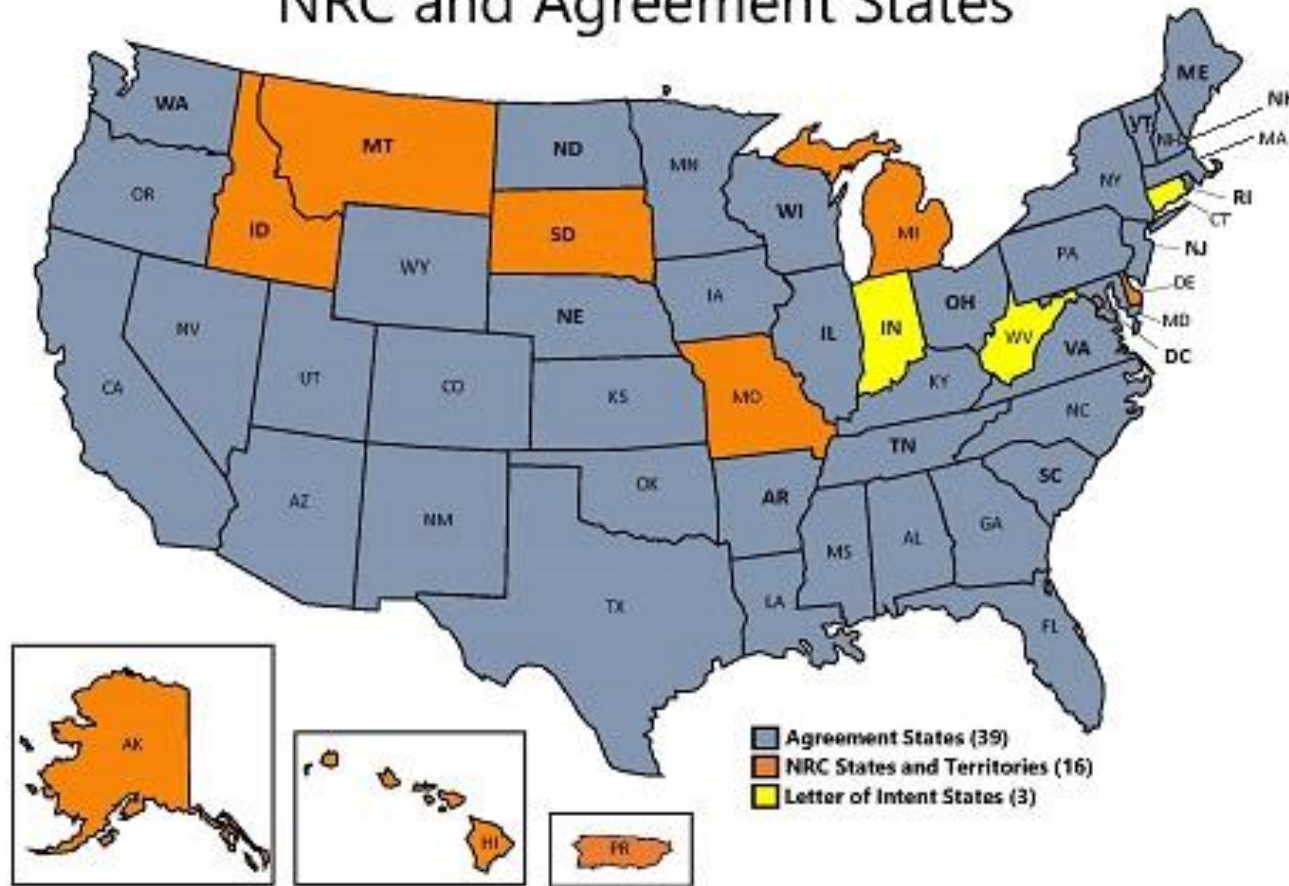 NRC and Agreement States
WA
MT
ND
MN
OR
ID
SD
WY
WI
MI
ME
VT
NH
NH
MA
NY
RI
CT
NJ
PA
DE
MD
DC
NV
NE
IA
IL
IN
OH
WV
VA
CA
UT
CO
KS
MO
KY
NC
AZ
NM
OK
AR
TN
SC
TX
LA
MS
AL
GA
FL
AK
HI
PR
Agreement States (39)
NRC States and Territories (16)
Letter of Intent States (3)